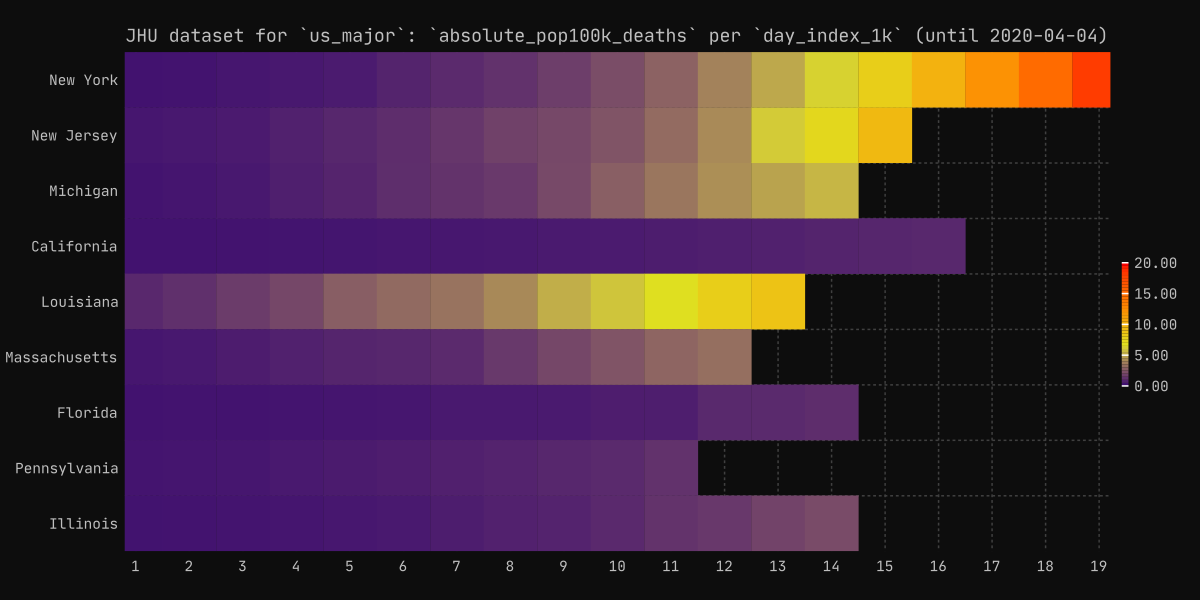 JHU dataset for `us_major`: `absolute_pop100k_deaths` per `day_index_1k` (until 2020-04-04)
New York
New Jersey
Michigan
California
Louisiana
Massachusetts
Florida
Pennsylvania
Illinois
20.00
15.00
10.00
5.00
0.00
1 2 3 4 5 6 7 8 9 10 11 12 13 14 15 16 17 18 19